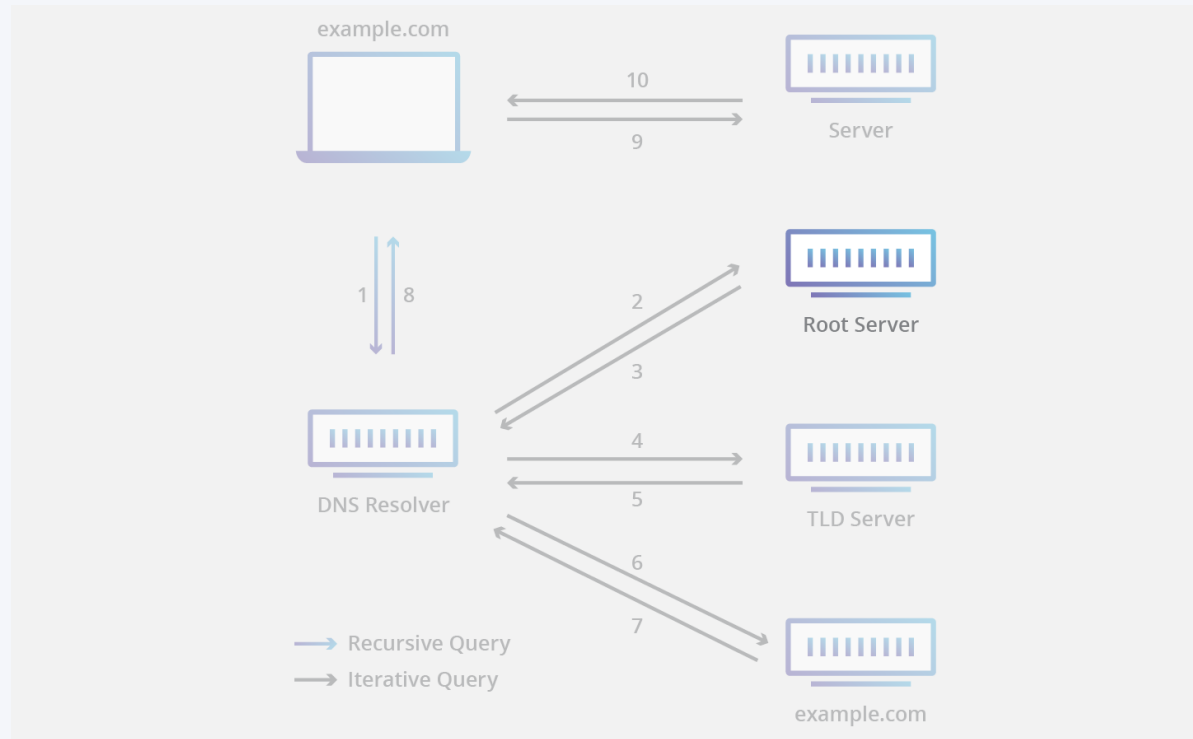 example.com
10
9
Server
1
8
2
3
Root Server
4
5
DNS Resolver
TLD Server
6
7
Recursive Query
Iterative Query
example.com